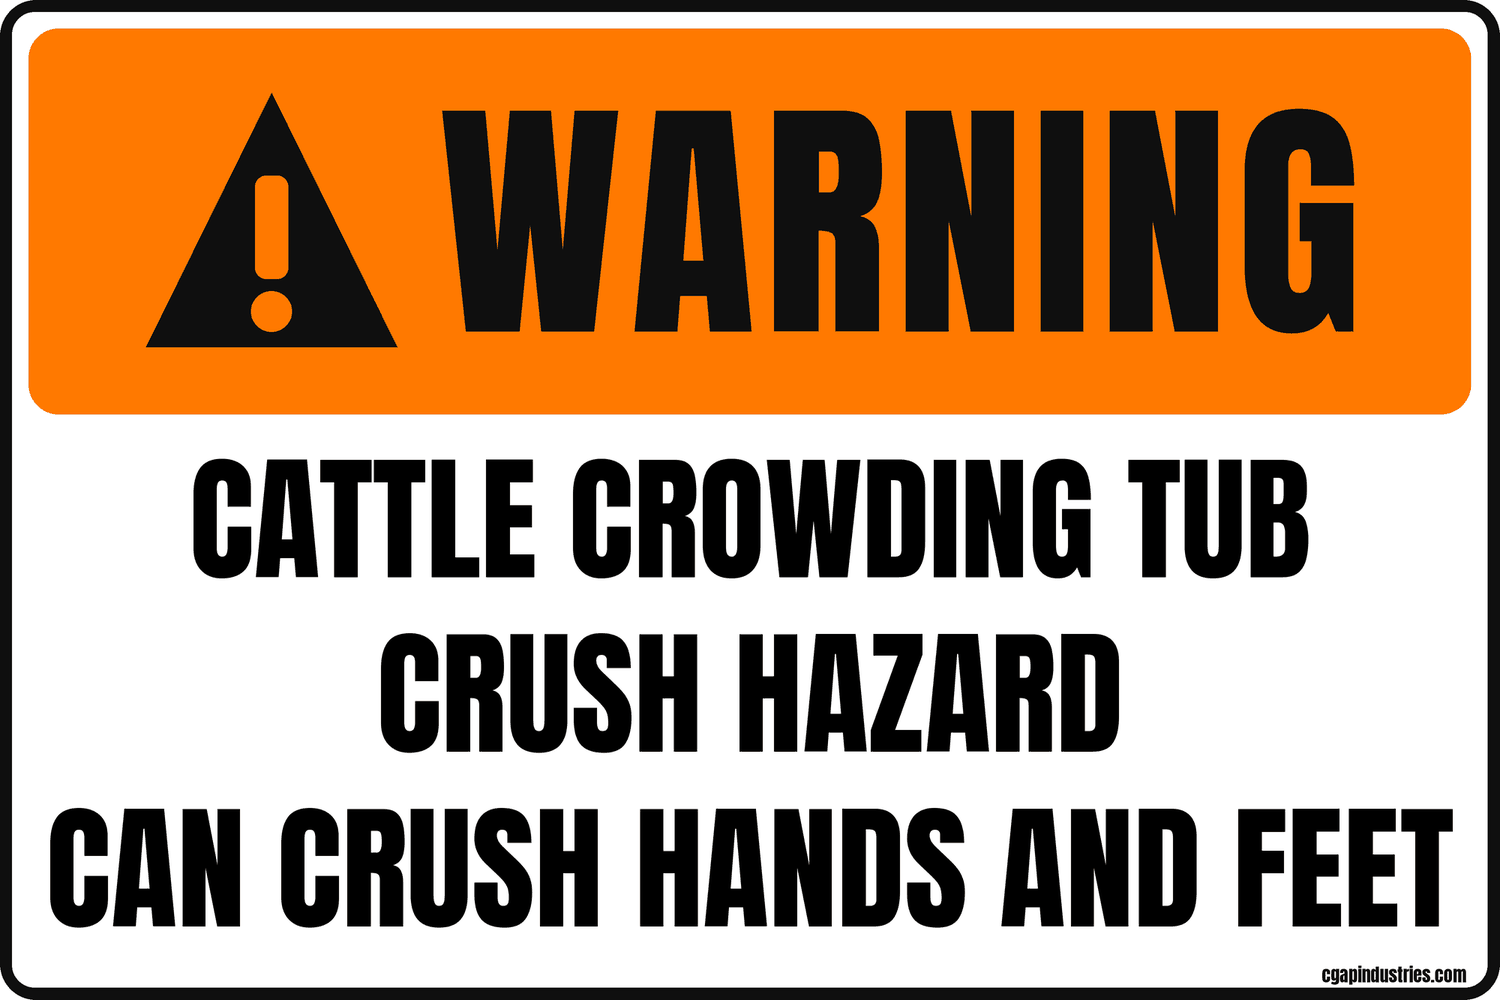 WARNING
CATTLE CROWDING TUB
CRUSH HAZARD
CAN CRUSH HANDS AND FEET
cgapindustries.com